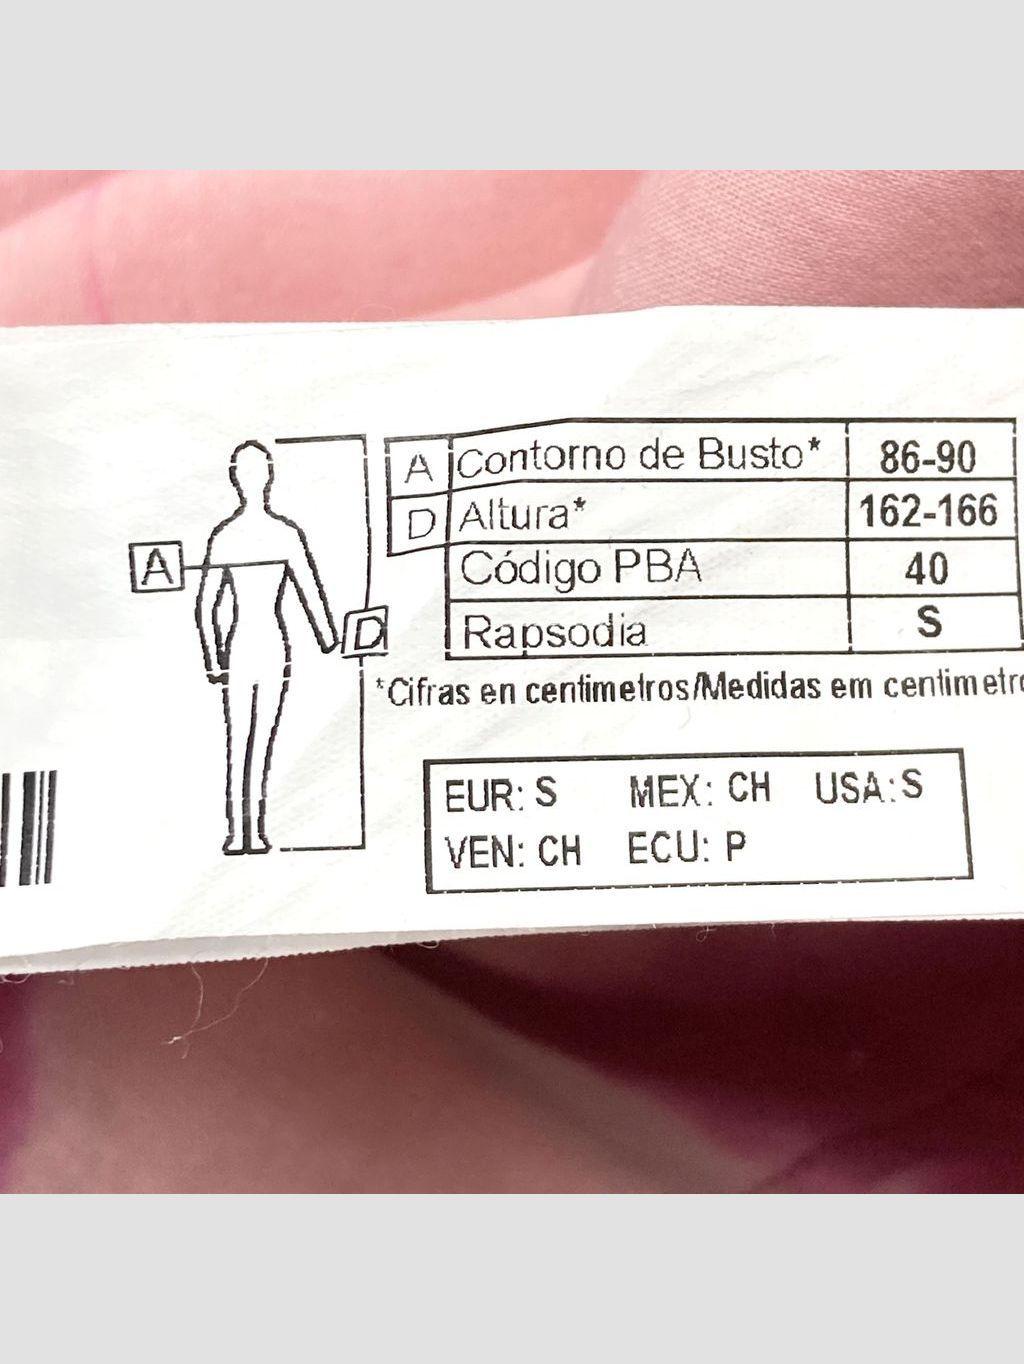 A Contorno de Busto* 86-90
D Altura* 162-166
Código PBA 40
Rapsodia S
A
D
*Cifras en centimetros/Medidas em centimetro
EUR: S MEX: CH USA: S
VEN: CH ECU: P